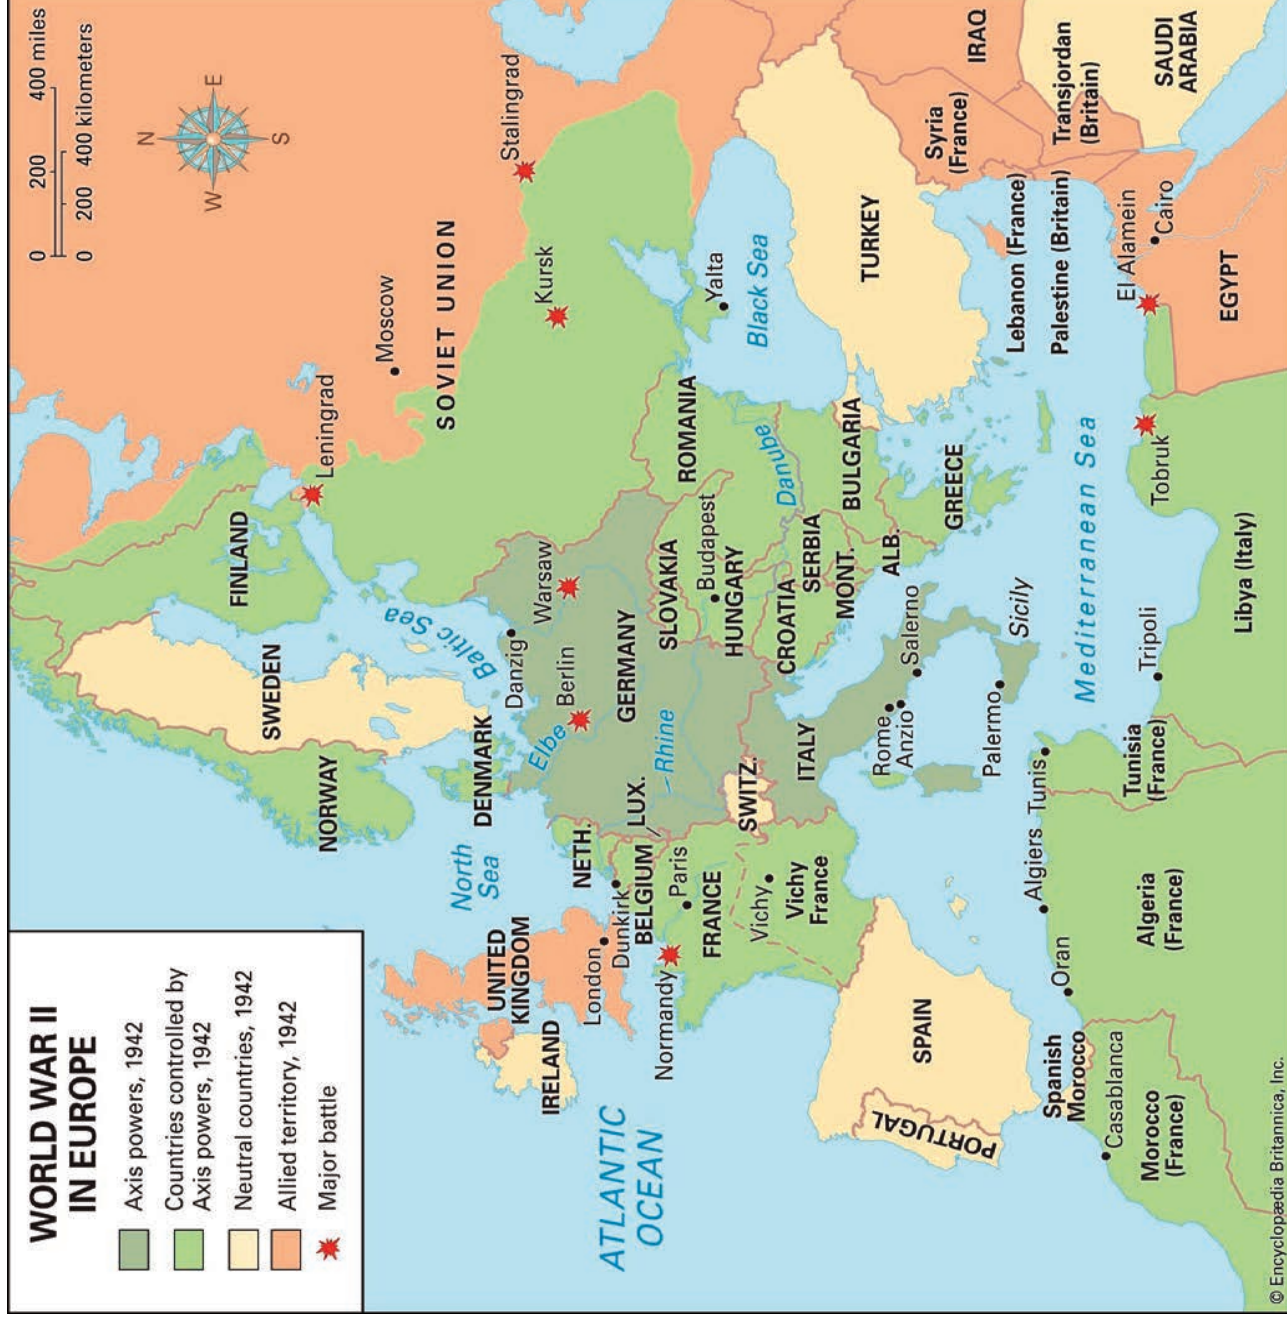 WORLD WAR II
IN EUROPE
Axis powers, 1942
Countries controlled by
Axis powers, 1942
Neutral countries, 1942
Allied territory, 1942
Major battle
0 200 400 miles
0 200 400 kilometers
N
W
E
S
FINLAND
SWEDEN
NORWAY
Leningrad
Moscow
SOVIET UNION
Baltic Sea
North
Sea
DENMARK
UNITED
KINGDOM
IRELAND
London
Dunkirk
NETH.
BELGIUM
LUX.
Danzig
Warsaw
Berlin
Elbe
GERMANY
Rhine
Kursk
Stalingrad
ATLANTIC
OCEAN
Normandy
Paris
FRANCE
Vichy
Vichy
France
SWITZ.
SLOVAKIA
Budapest
HUNGARY
ROMANIA
Yalta
Black Sea
Danube
CROATIA
SERBIA
MONT.
BULGARIA
ALB.
GREECE
TURKEY
ITALY
Rome
Anzio
Salerno
Palermo
Sicily
SPAIN
PORTUGAL
Mediterranean Sea
Syria
(France)
IRAQ
Lebanon (France)
Palestine (Britain)
Transjordan
(Britain)
SAUDI
ARABIA
Spanish
Morocco
Casablanca
Morocco
(France)
Oran
Algiers
Algeria
(France)
Tunis
Tunisia
(France)
Tripoli
Libya (Italy)
Tobruk
El Alamein
Cairo
EGYPT
© Encyclopædia Britannica, Inc.